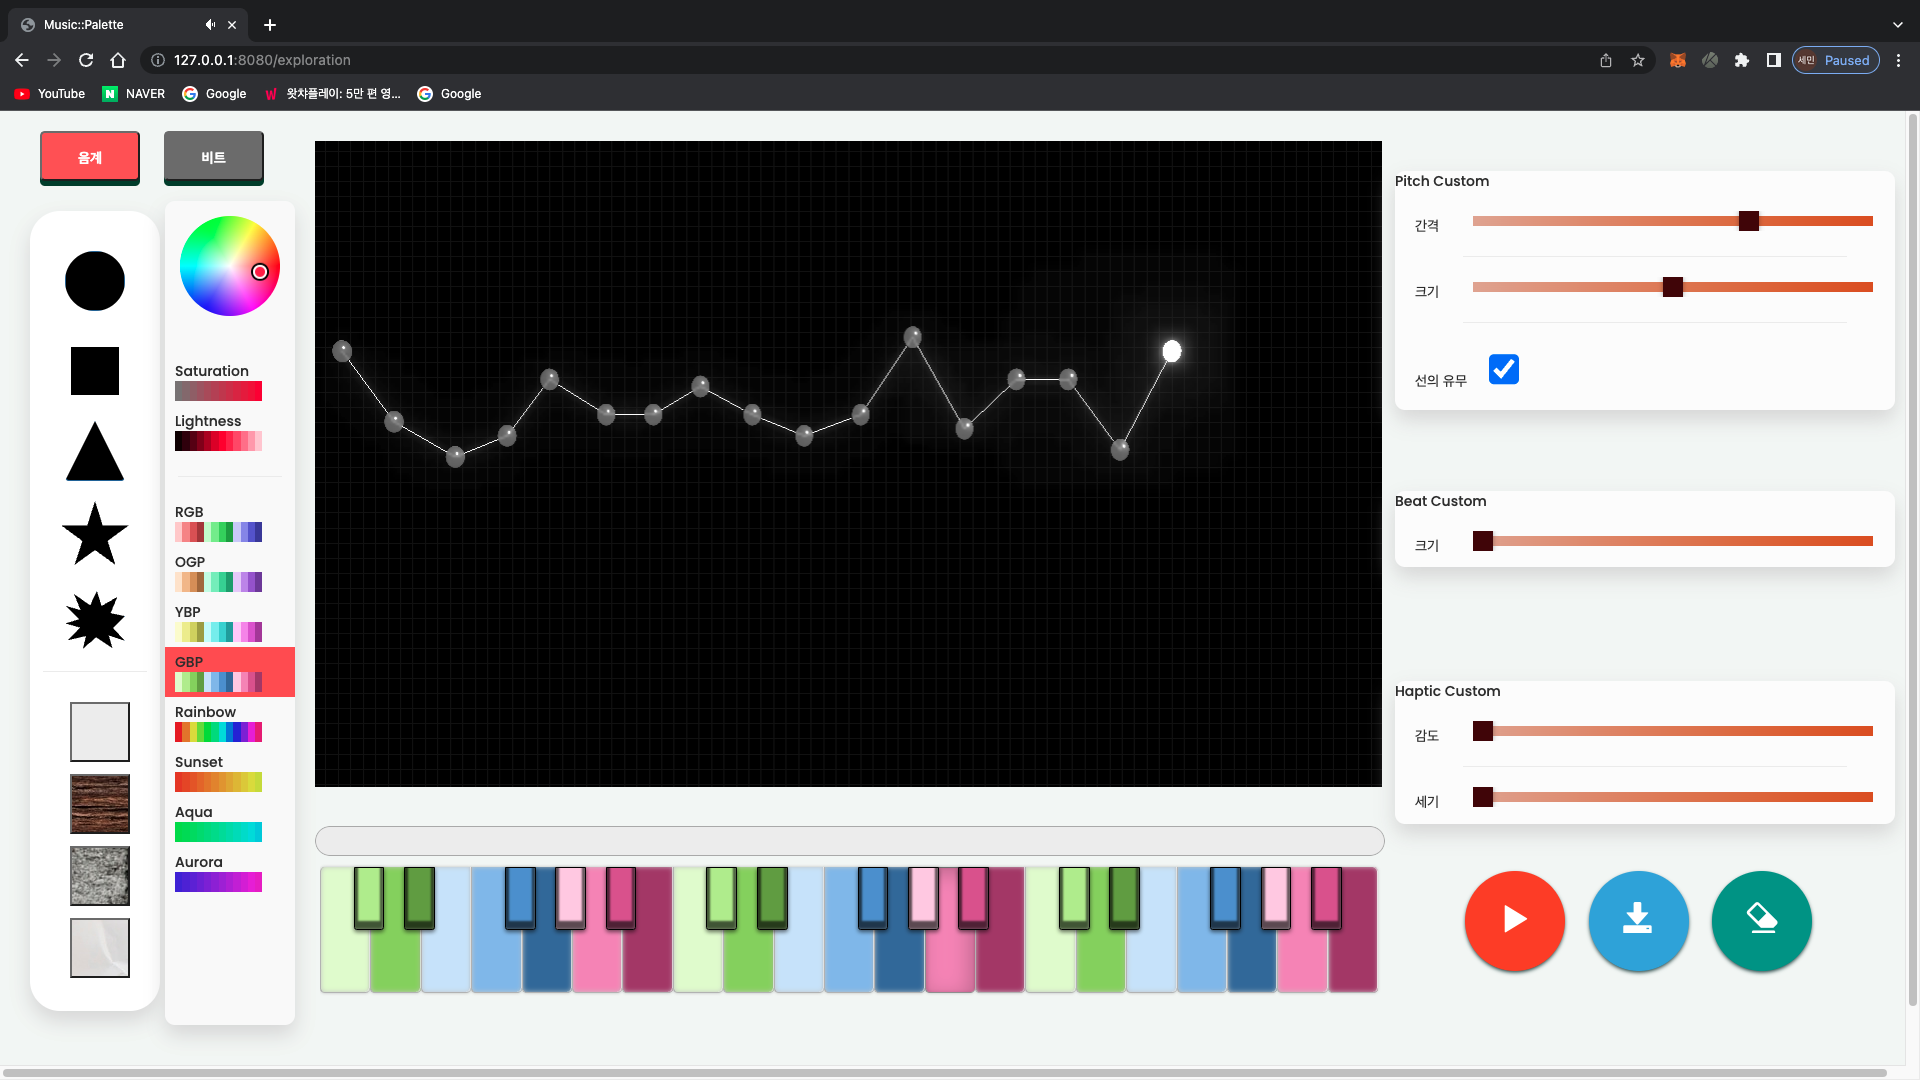 Music::Palette
127.0.0.1:8080/exploration
세민 Paused
YouTube NAVER Google 왓챠플레이: 5만 편 영... Google
음계 비트
Saturation
Lightness
RGB
OGP
YBP
GBP
Rainbow
Sunset
Aqua
Aurora
Pitch Custom
간격
크기
선의 유무
Beat Custom
크기
Haptic Custom
감도
세기